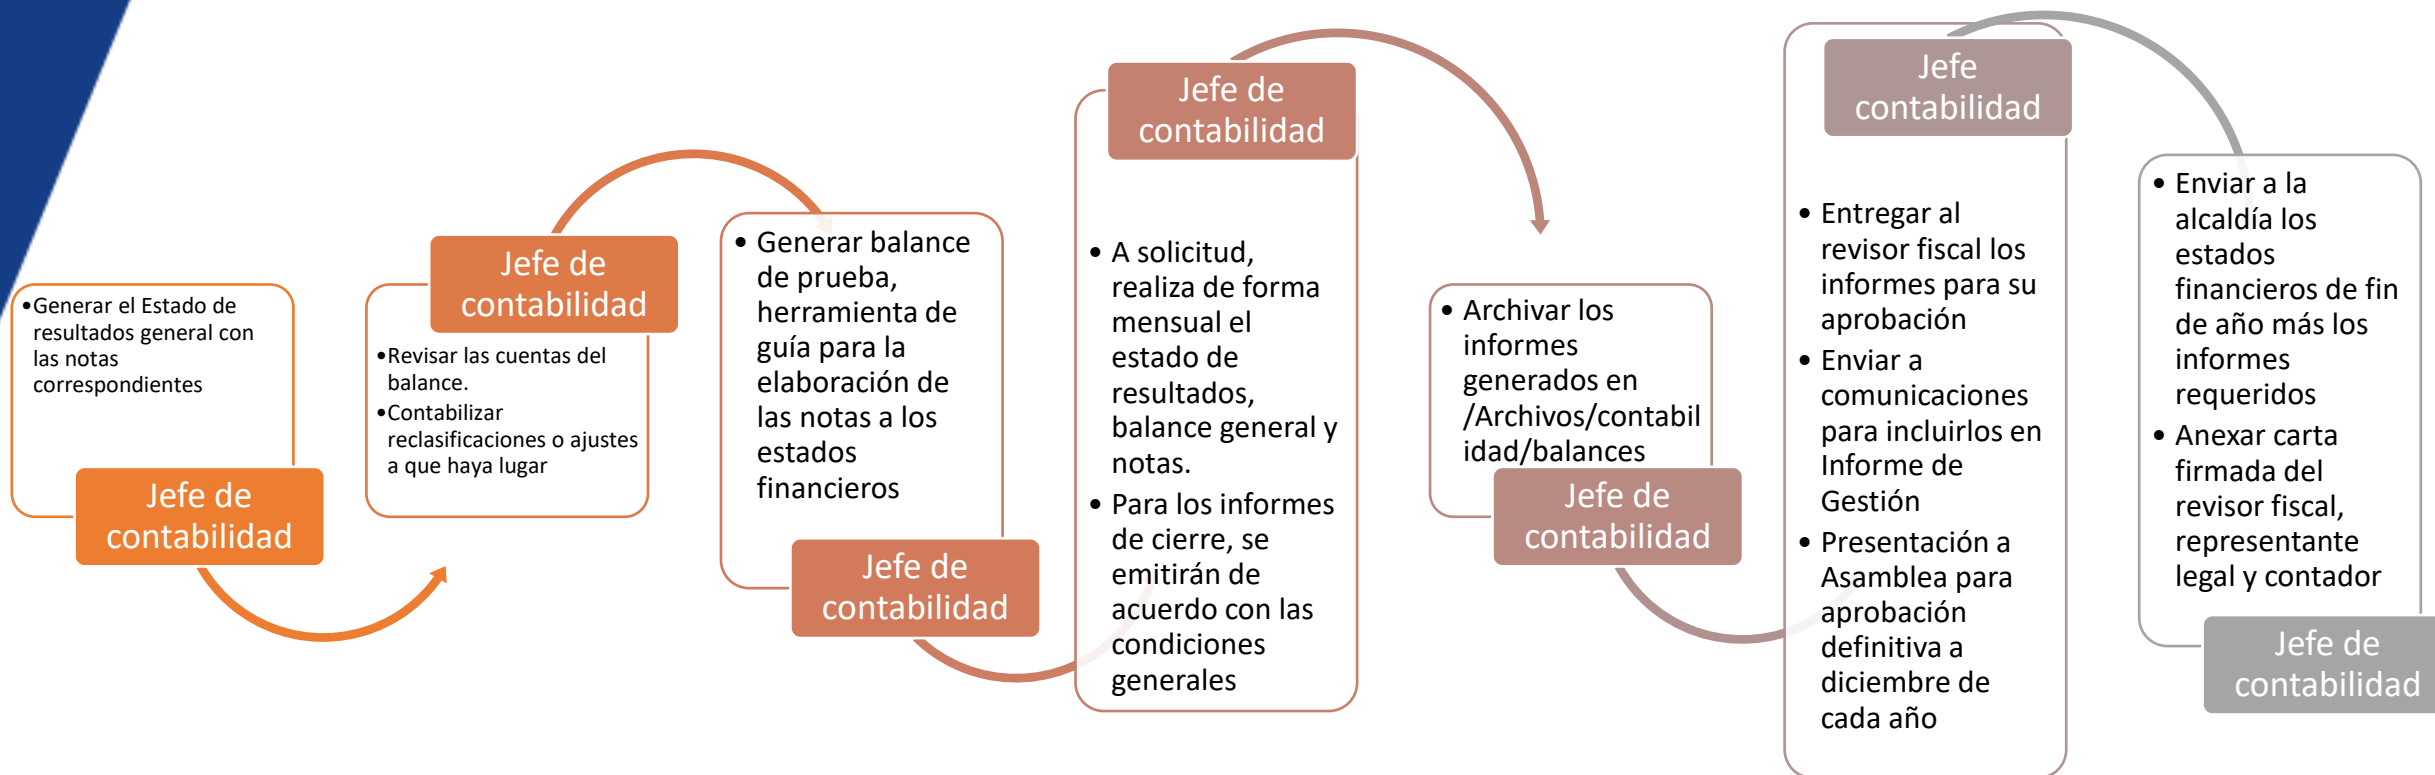 •Generar el Estado de
resultados general con
las notas
correspondientes
Jefe de
contabilidad
Jefe de
contabilidad
•Revisar las cuentas del
balance.
•Contabilizar
reclasificaciones o ajustes
a que haya lugar
• Generar balance
de prueba,
herramienta de
guía para la
elaboración de
las notas a los
estados
financieros
Jefe de
contabilidad
Jefe de
contabilidad
• A solicitud,
realiza de forma
mensual el
estado de
resultados,
balance general y
notas.
• Para los informes
de cierre, se
emitirán de
acuerdo con las
condiciones
generales
• Archivar los
informes
generados en
/Archivos/contabil
idad/balances
Jefe de
contabilidad
Jefe
contabilidad
• Entregar al
revisor fiscal los
informes para su
aprobación
• Enviar a
comunicaciones
para incluirlos en
Informe de
Gestión
• Presentación a
Asamblea para
aprobación
definitiva a
diciembre de
cada año
• Enviar a la
alcaldía los
estados
financieros de fin
de año más los
informes
requeridos
• Anexar carta
firmada del
revisor fiscal,
representante
legal y contador
Jefe de
contabilidad